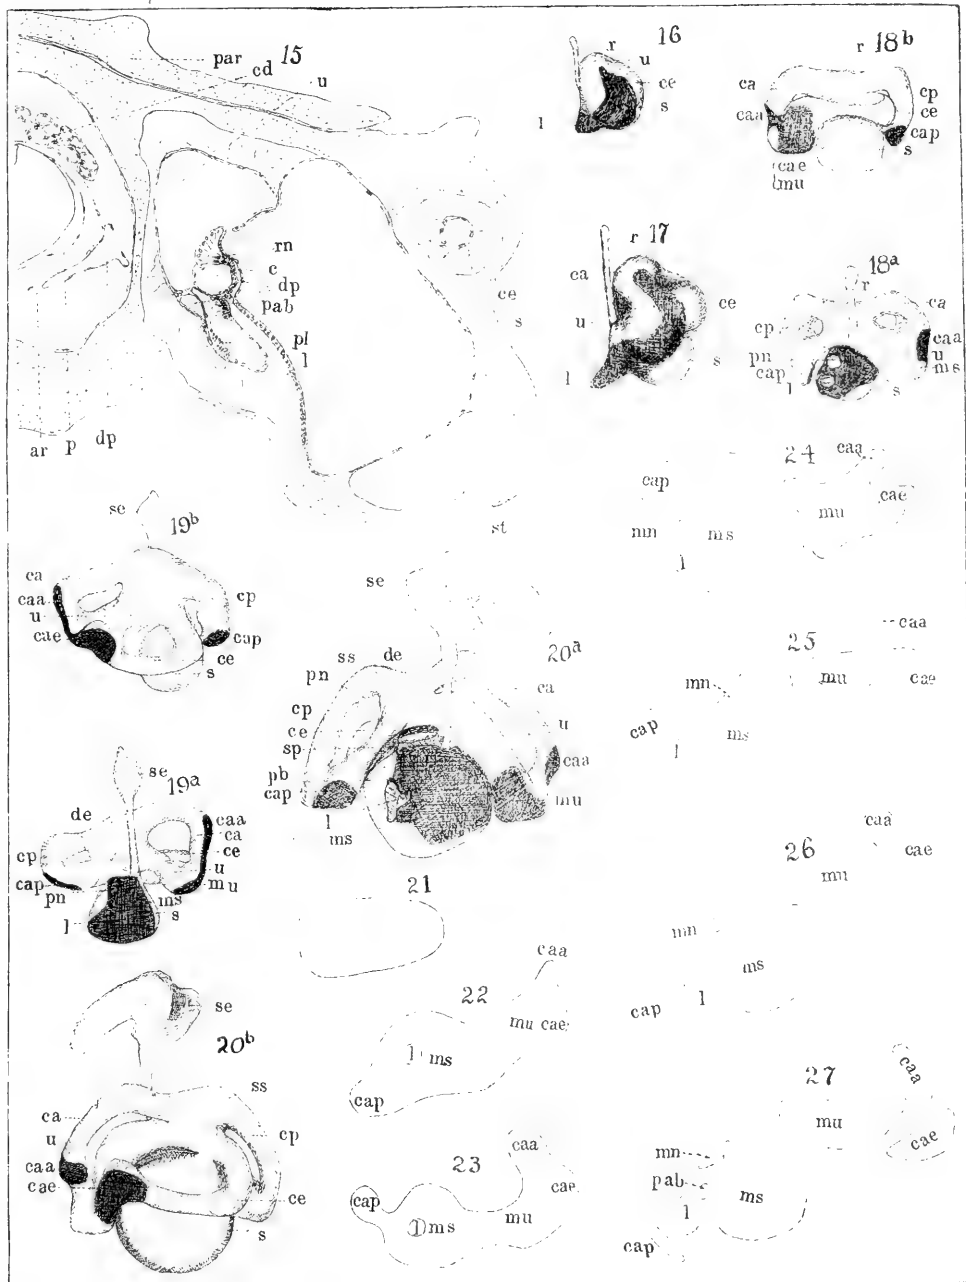 15
par
cd
u
rn
c
dp
pab
pl
l
ce
s
ar p dp
st
16
r
u
ce
s
l
r 18b
ca
caa
cp
ce
cap
s
cae
mu
r 17
ca
u
l
ce
s
18a
r
cp
pn
cap
l
ca
caa
u
ms
s
se
19b
ca
caa
u
cae
cp
cap
ce
s
24
caa
cap
cae
mu
mn
ms
l
se
20a
ss
de
pn
cp
ce
sp
pb
cap
l
ms
ca
u
caa
mu
25
caa
mn
mu
cae
cap
ms
l
se
19a
de
cp
cap
pn
l
caa
ca
ce
u
mu
ms
s
21
26
caa
cae
mu
mn
ms
cap
l
se
20b
ss
ca
u
caa
cae
cp
ce
s
22
caa
mu cae
l ms
cap
23
caa
cap
cae
l ms
mu
27
caa
mu
cae
mn
pab
ms
l
cap